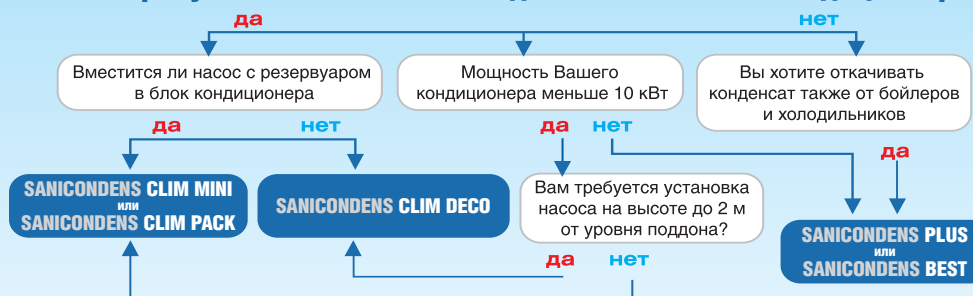 да
нет
Вместится ли насос с резервуаром
в блок кондиционера
Мощность Вашего
кондиционера меньше 10 кВт
Вы хотите откачивать
конденсат также от бойлеров
и холодильников
да
нет
да
нет
да
SANICONDENS CLIM MINI
или
SANICONDENS CLIM PACK
SANICONDENS CLIM DECO
Вам требуется установка
насоса на высоте до 2 м
от уровня поддона?
SANICONDENS PLUS
или
SANICONDENS BEST
да
нет